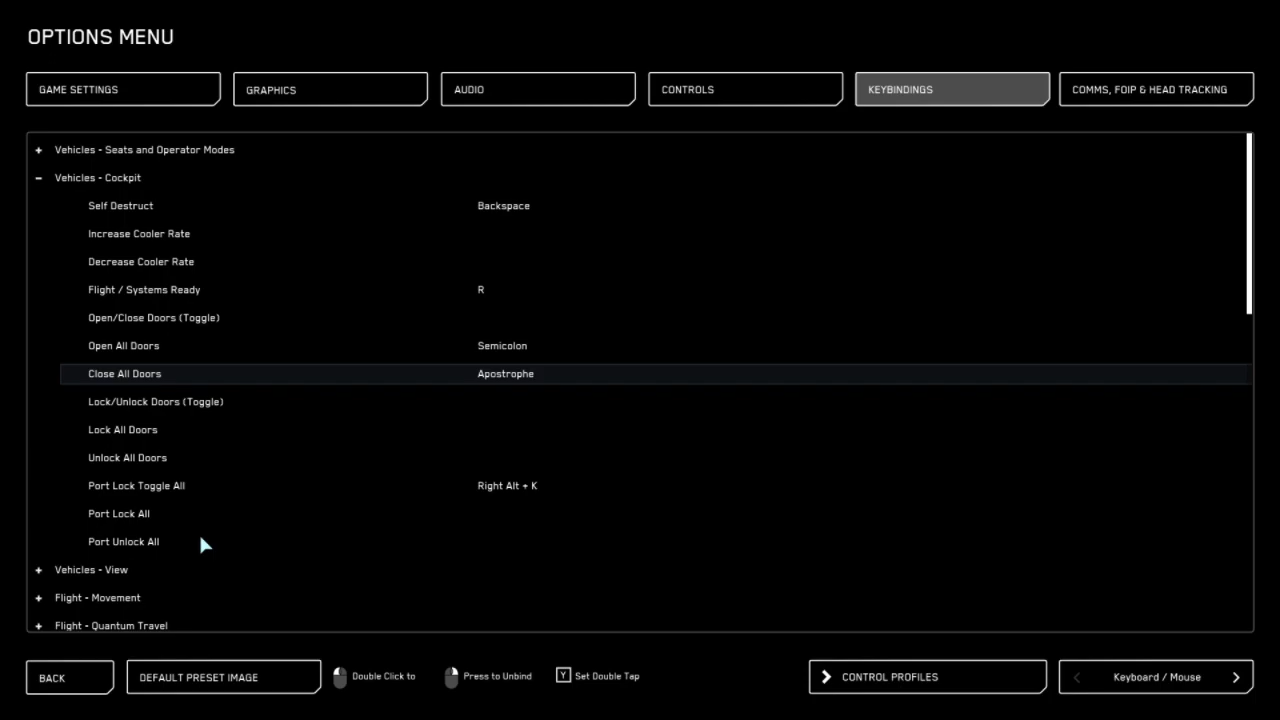 OPTIONS MENU
GAME SETTINGS
GRAPHICS
AUDIO
CONTROLS
KEYBINDINGS
COMMS, FOIP & HEAD TRACKING
+ Vehicles - Seats and Operator Modes
- Vehicles - Cockpit
Self Destruct Backspace
Increase Cooler Rate
Decrease Cooler Rate
Flight / Systems Ready R
Open/Close Doors (Toggle)
Open All Doors Semicolon
Close All Doors Apostrophe
Lock/Unlock Doors (Toggle)
Lock All Doors
Unlock All Doors
Port Lock Toggle All Right Alt + K
Port Lock All
Port Unlock All
+ Vehicles - View
+ Flight - Movement
+ Flight - Quantum Travel
BACK
DEFAULT PRESET IMAGE
Double Click to
Press to Unbind
Y Set Double Tap
CONTROL PROFILES
Keyboard / Mouse